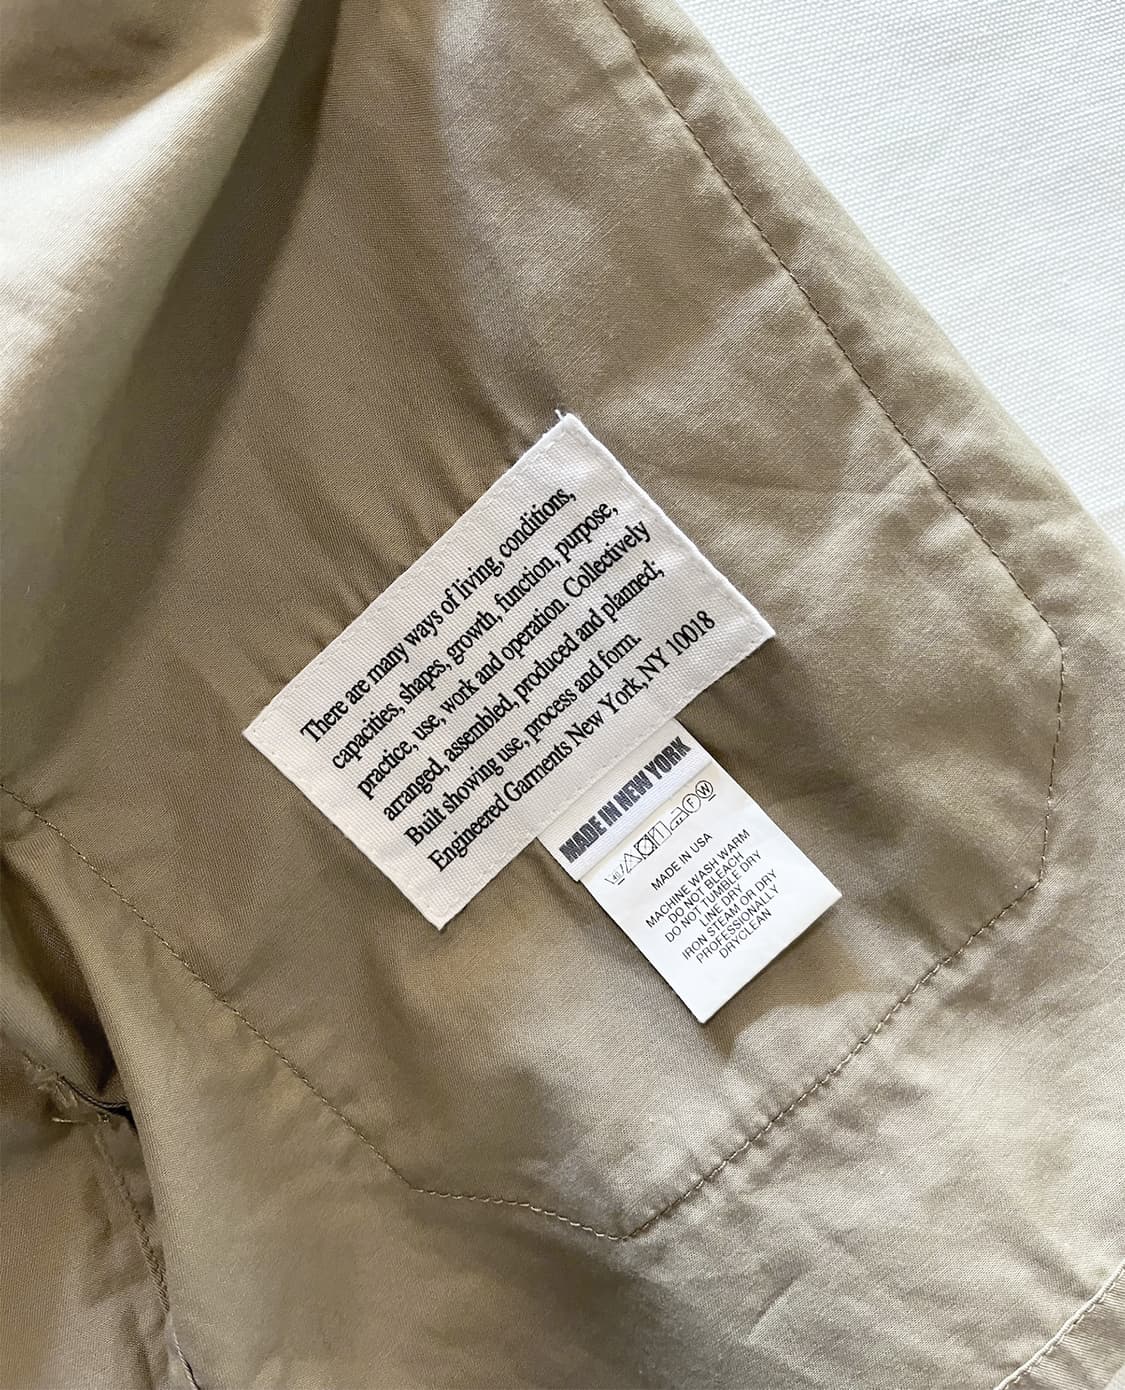 There are many ways of living, conditions,
capacities, shapes, growth, function, purpose,
practice, use, work and operation. Collectively
arranged, assembled, produced and planned;
Built showing use, process and form.
Engineered Garments New York, NY 10018
MADE IN NEW YORK
F W
MADE IN USA
MACHINE WASH WARM
DO NOT BLEACH
DO NOT TUMBLE DRY
LINE DRY
IRON STEAM OR DRY
PROFESSIONALLY
DRYCLEAN